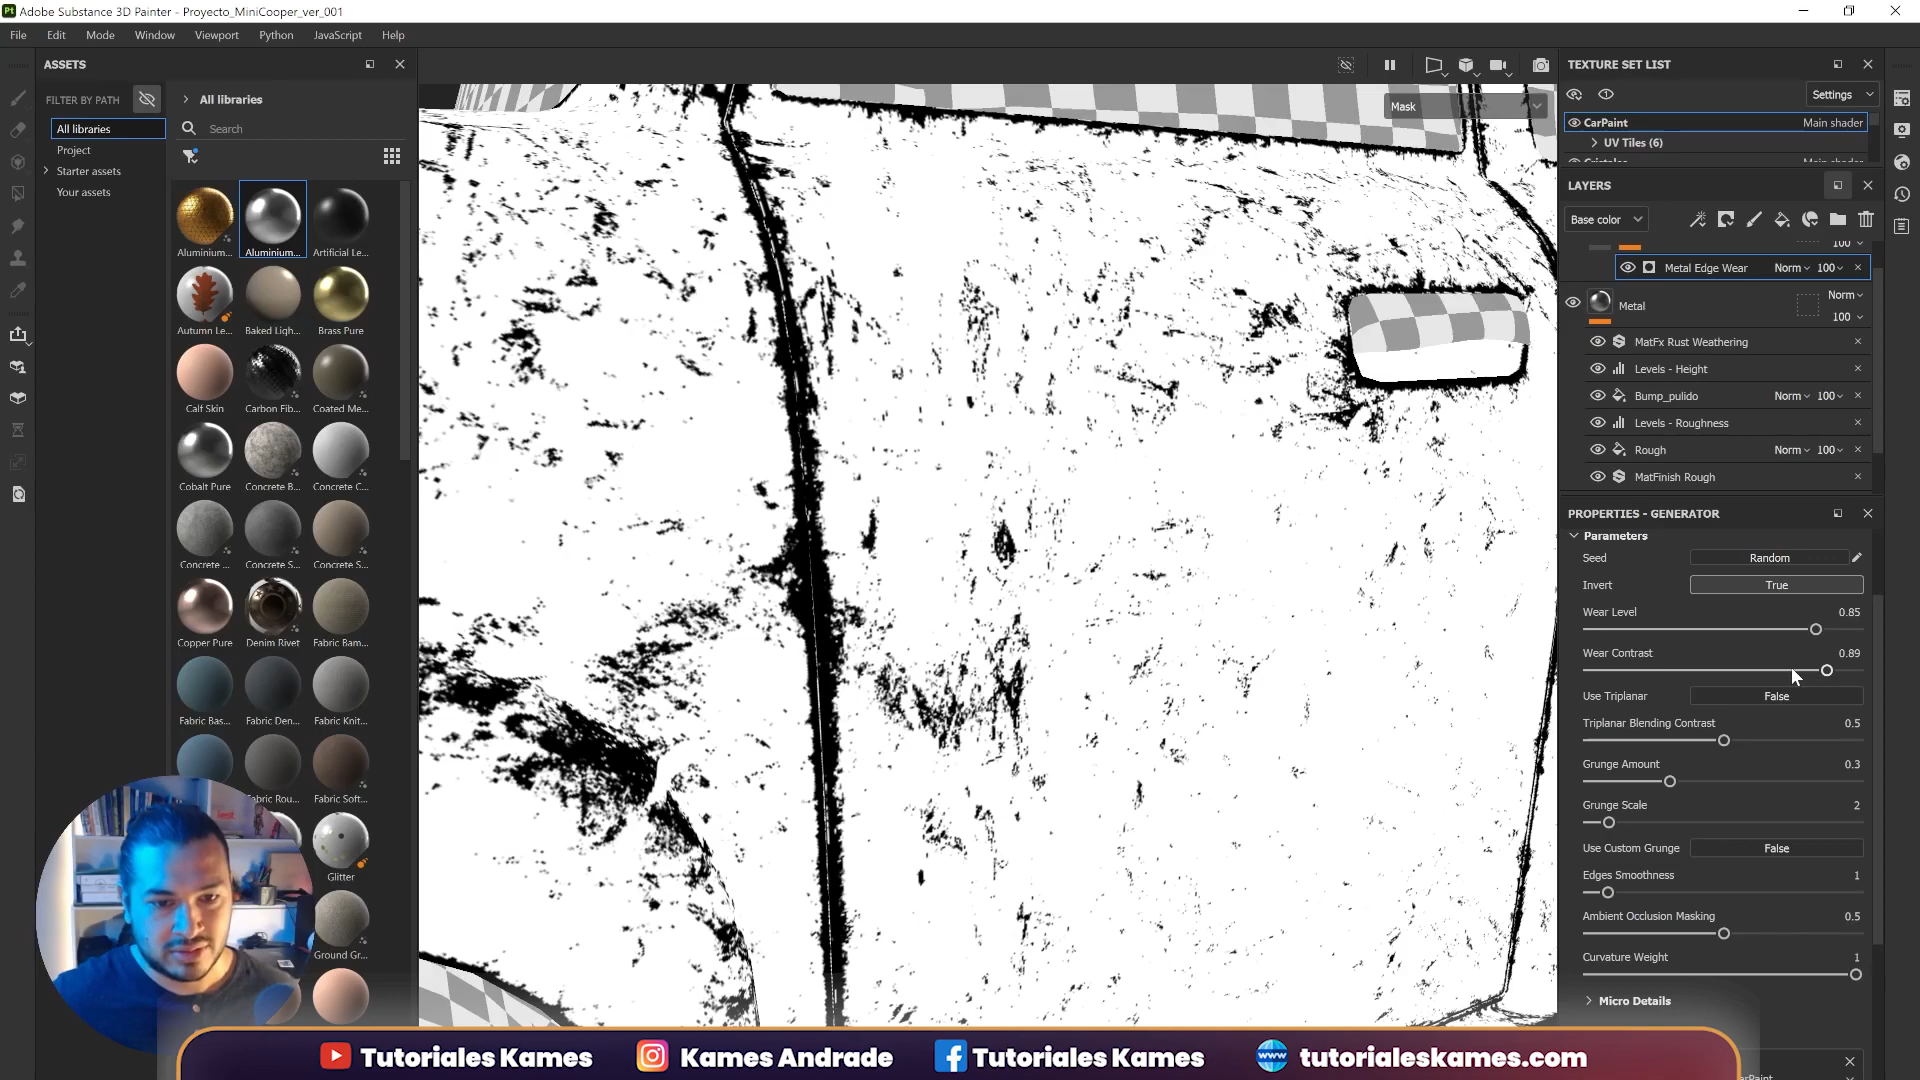 Adobe Substance 3D Painter - Proyecto_MiniCooper_ver_001
File Edit Mode Window Viewport Python JavaScript Help
ASSETS
FILTER BY PATH
All libraries
Project
Starter assets
Your assets
All libraries
Search
Aluminium... Aluminium... Artificial Le...
Autumn Le... Baked Ligh... Brass Pure
Calf Skin Carbon Fib... Coated Me...
Cobalt Pure Concrete B... Concrete C...
Concrete ... Concrete S... Concrete S...
Copper Pure Denim Rivet Fabric Bam...
Fabric Bas... Fabric Den... Fabric Knit...
Fabric Rou... Fabric Soft...
Glitter
Ground Gr...
Mask
TEXTURE SET LIST
Settings
CarPaint Main shader
UV Tiles (6)
LAYERS
Base color
100
Metal Edge Wear Norm 100
Metal Norm
100
MatFx Rust Weathering
Levels - Height
Bump_pulido Norm 100
Levels - Roughness
Rough Norm 100
MatFinish Rough
PROPERTIES - GENERATOR
Parameters
Seed Random
Invert True
Wear Level 0.85
Wear Contrast 0.89
Use Triplanar False
Triplanar Blending Contrast 0.5
Grunge Amount 0.3
Grunge Scale 2
Use Custom Grunge False
Edges Smoothness 1
Ambient Occlusion Masking 0.5
Curvature Weight 1
Micro Details
Tutoriales Kames Kames Andrade Tutoriales Kames tutorialeskames.com